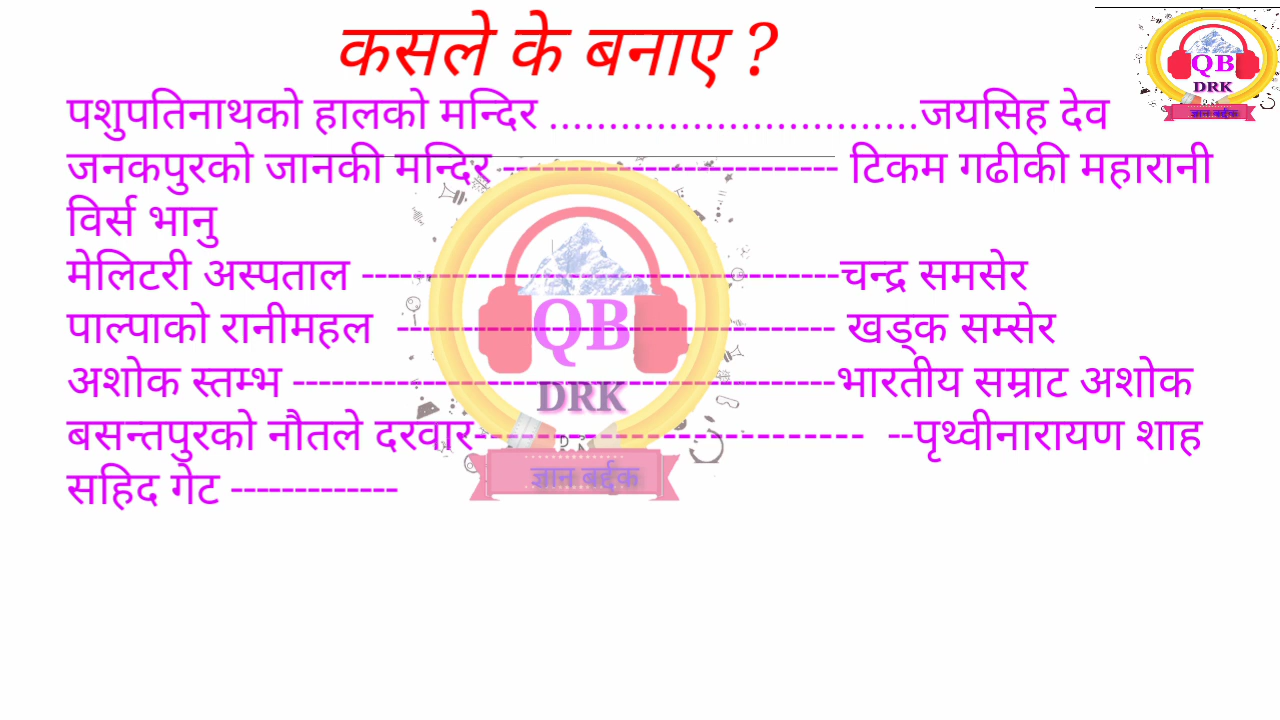 कसले के बनाए ?
QB
DRK
ज्ञान बर्द्दक
पशुपतिनाथको हालको मन्दिर ...............................जयसिह देव
जनकपुरको जानकी मन्दिर -------------------------- टिकम गढीकी महारानी
विर्स भानु
मेलिटरी अस्पताल -------------------------------------चन्द्र समसेर
पाल्पाको रानीमहल ---------------------------------- खड्क सम्सेर
अशोक स्तम्भ ------------------------------------------भारतीय सम्राट अशोक
बसन्तपुरको नौतले दरवार------------------------ --पृथ्वीनारायण शाह
सहिद गेट -------------
QB
DRK
ज्ञान बर्द्दक